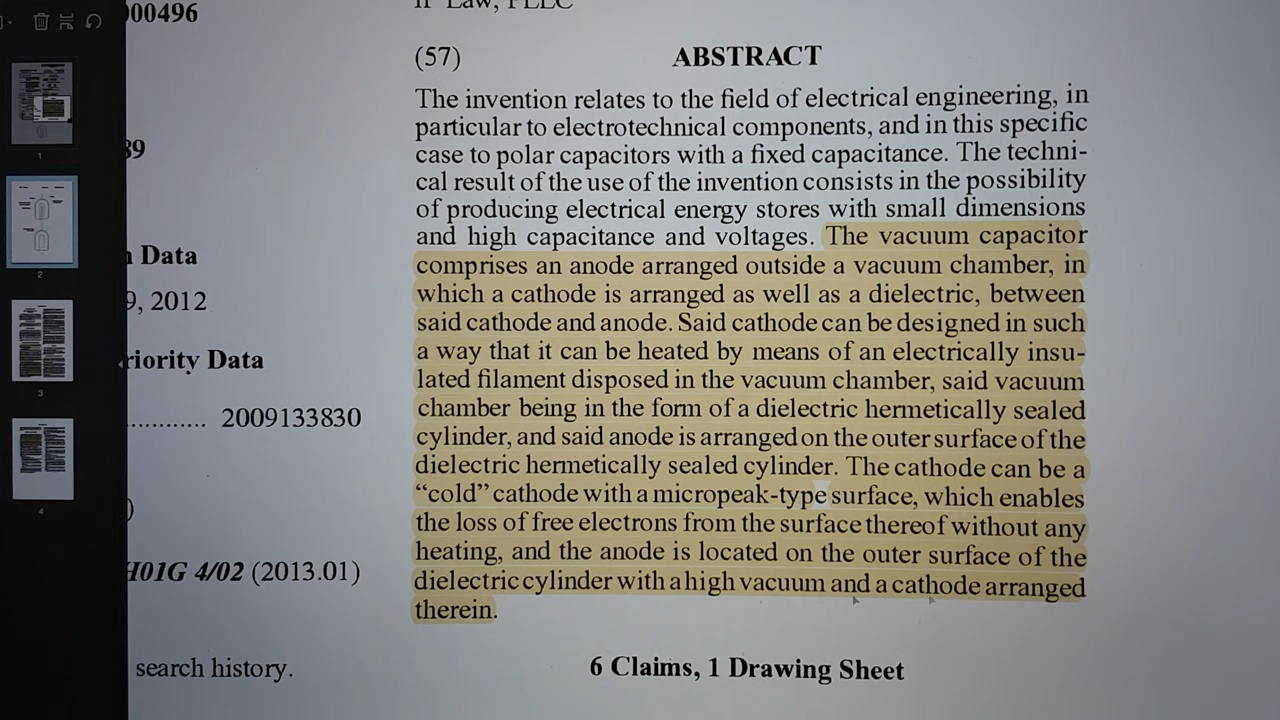 000496
IP Law, PLLC
(57) ABSTRACT
The invention relates to the field of electrical engineering, in
particular to electrotechnical components, and in this specific
case to polar capacitors with a fixed capacitance. The techni-
cal result of the use of the invention consists in the possibility
of producing electrical energy stores with small dimensions
and high capacitance and voltages. The vacuum capacitor
comprises an anode arranged outside a vacuum chamber, in
which a cathode is arranged as well as a dielectric, between
said cathode and anode. Said cathode can be designed in such
a way that it can be heated by means of an electrically insu-
lated filament disposed in the vacuum chamber, said vacuum
chamber being in the form of a dielectric hermetically sealed
cylinder, and said anode is arranged on the outer surface of the
dielectric hermetically sealed cylinder. The cathode can be a
“cold” cathode with a micropeak-type surface, which enables
the loss of free electrons from the surface thereof without any
heating, and the anode is located on the outer surface of the
dielectric cylinder with a high vacuum and a cathode arranged
therein.
6 Claims, 1 Drawing Sheet
89
n Data
9, 2012
riority Data
............ 2009133830
)
H01G 4/02 (2013.01)
search history.
1
2
3
4